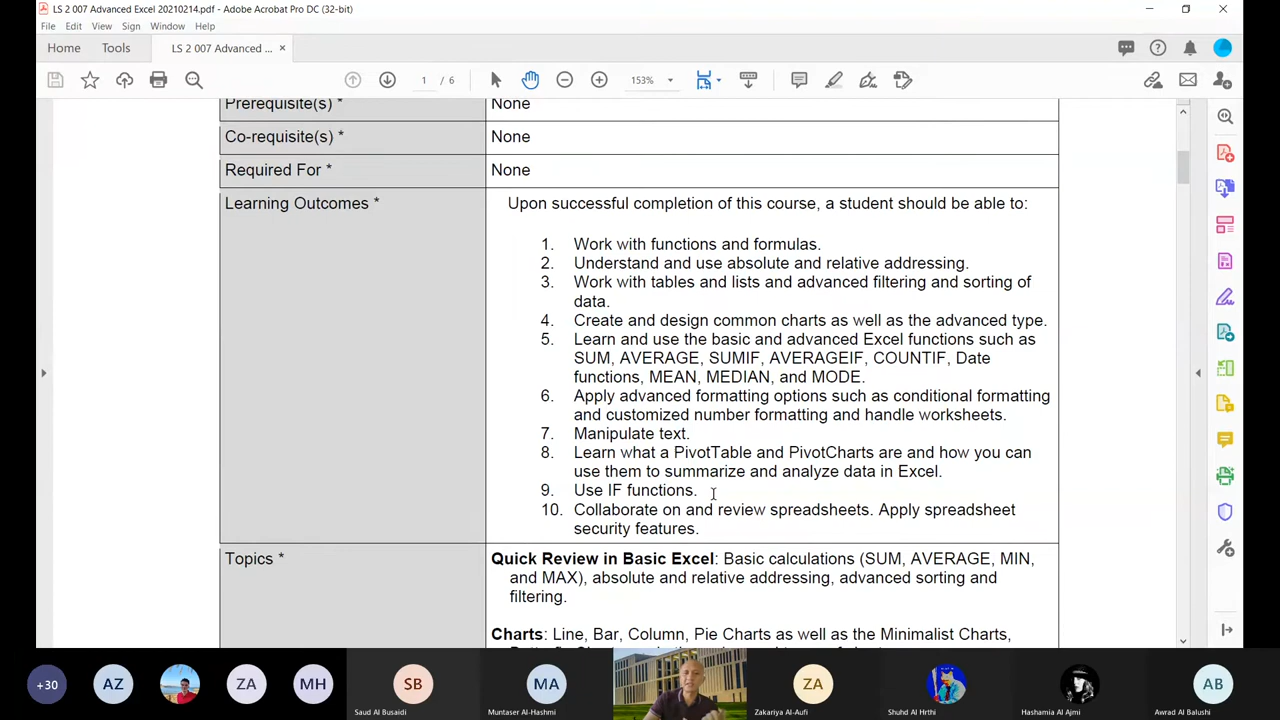 LS 2 007 Advanced Excel 20210214.pdf - Adobe Acrobat Pro DC (32-bit)
File Edit View Sign Window Help
Home Tools LS 2 007 Advanced ... ×
1 / 6 153%
Prerequisite(s) * None
Co-requisite(s) * None
Required For * None
Learning Outcomes * Upon successful completion of this course, a student should be able to:
1. Work with functions and formulas.
2. Understand and use absolute and relative addressing.
3. Work with tables and lists and advanced filtering and sorting of
data.
4. Create and design common charts as well as the advanced type.
5. Learn and use the basic and advanced Excel functions such as
SUM, AVERAGE, SUMIF, AVERAGEIF, COUNTIF, Date
functions, MEAN, MEDIAN, and MODE.
6. Apply advanced formatting options such as conditional formatting
and customized number formatting and handle worksheets.
7. Manipulate text.
8. Learn what a PivotTable and PivotCharts are and how you can
use them to summarize and analyze data in Excel.
9. Use IF functions.
10. Collaborate on and review spreadsheets. Apply spreadsheet
security features.
Topics * Quick Review in Basic Excel: Basic calculations (SUM, AVERAGE, MIN,
and MAX), absolute and relative addressing, advanced sorting and
filtering.
Charts: Line, Bar, Column, Pie Charts as well as the Minimalist Charts,
+30 AZ ZA MH SB MA ZA AB
Saud Al Busaidi Muntaser Al-Hashmi Zakariya Al-Aufi Shuhd Al Hrthi Hashamia Al Ajmi Awrad Al Balushi